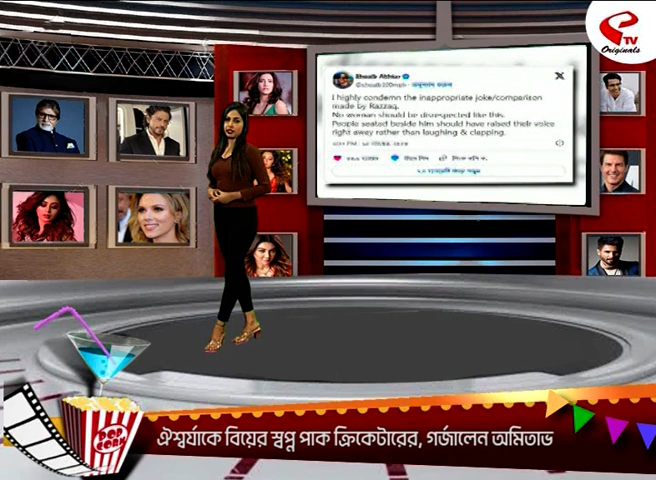 TV
Originals
Shoaib Akhtar
I highly condemn the inappropriate joke/comparison
made by Razzaq.
No woman should be disrespected like this.
People seated beside him should have raised their voice
right away rather than laughing & clapping.
POP
CORN
ঐশ্বর্যাকে বিয়ের স্বপ্ন পাক ক্রিকেটারের, গর্জালেন অমিতাভ